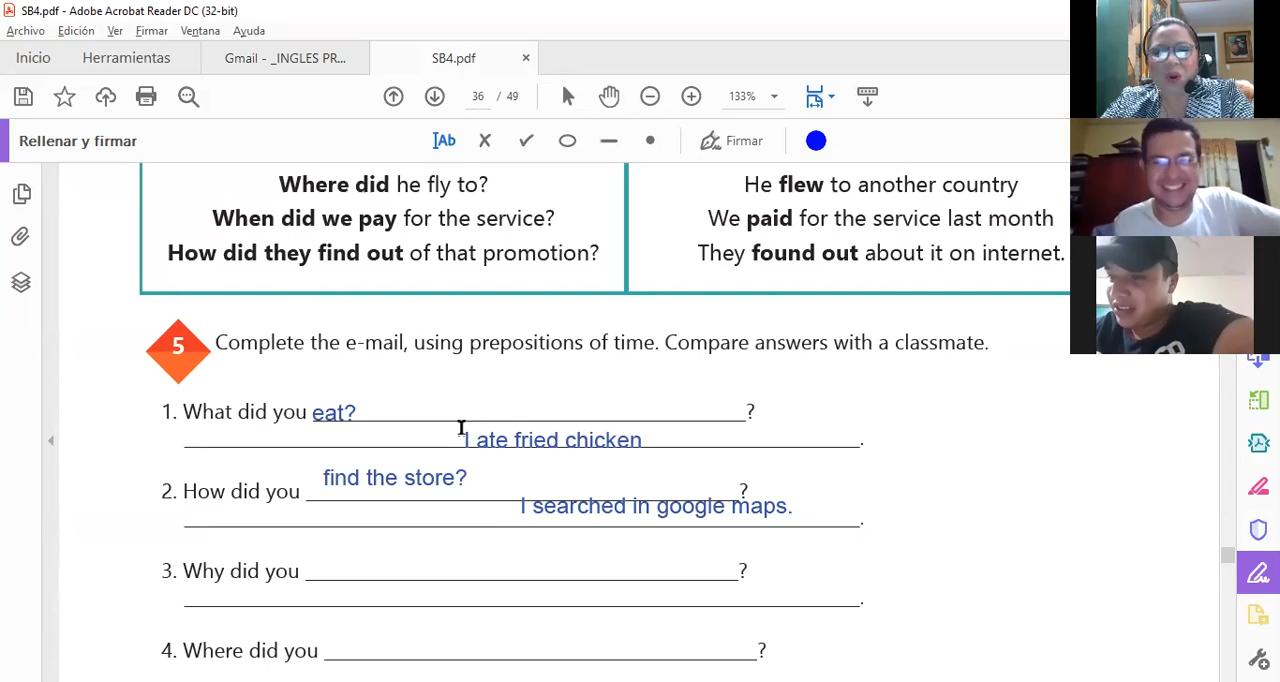 SB4.pdf - Adobe Acrobat Reader DC (32-bit)
Archivo Edición Ver Firmar Ventana Ayuda
Inicio Herramientas Gmail - _INGLES PR... SB4.pdf ×
36 / 49 133%
Rellenar y firmar Ab Firmar
Where did he fly to? He flew to another country
When did we pay for the service? We paid for the service last month
How did they find out of that promotion? They found out about it on internet.
5 Complete the e-mail, using prepositions of time. Compare answers with a classmate.
1. What did you eat? ?
I ate fried chicken .
2. How did you find the store? ?
I searched in google maps. .
3. Why did you ?
.
4. Where did you ?